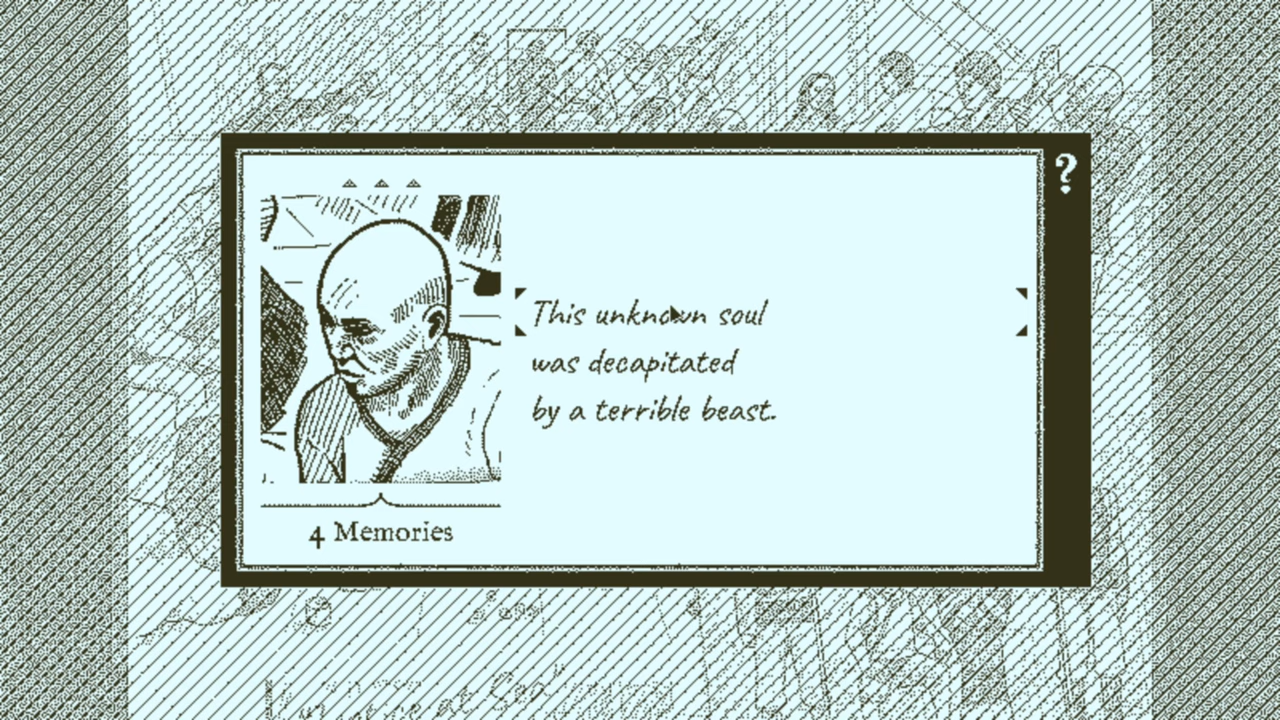 ?
This unknown soul
was decapitated
by a terrible beast.
4 Memories